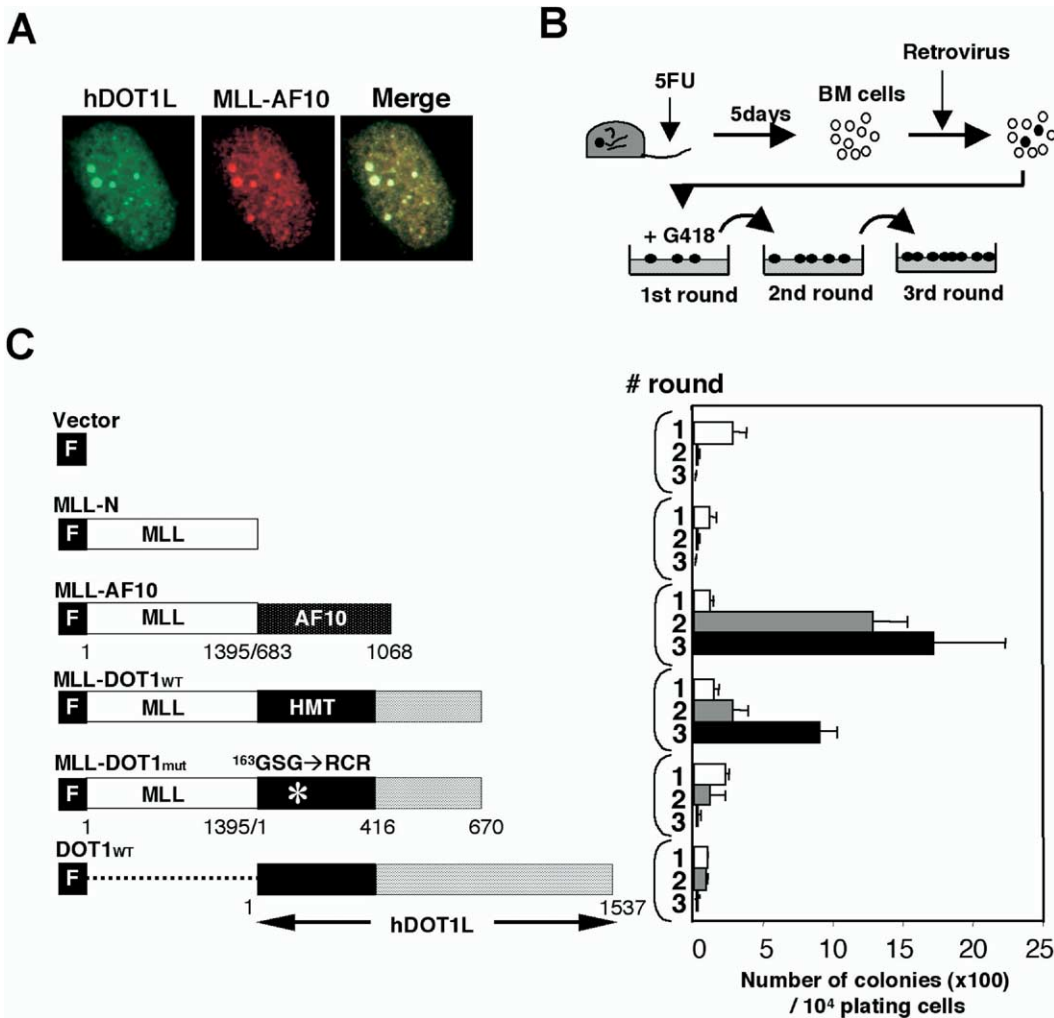 A
hDOT1L MLL-AF10 Merge
B
Retrovirus
5FU
BM cells
5days
+ G418
1st round 2nd round 3rd round
C
# round
Vector
F
1
2
3
MLL-N
F MLL
1
2
3
MLL-AF10
F MLL AF10
1 1395/683 1068
1
2
3
MLL-DOT1WT
F MLL HMT
1
2
3
MLL-DOT1mut ¹⁶³GSG→RCR
F MLL *
1 1395/1 416 670
1
2
3
DOT1WT
F
1 1537
hDOT1L
1
2
3
0 5 10 15 20 25
Number of colonies (x100)
/ 10⁴ plating cells